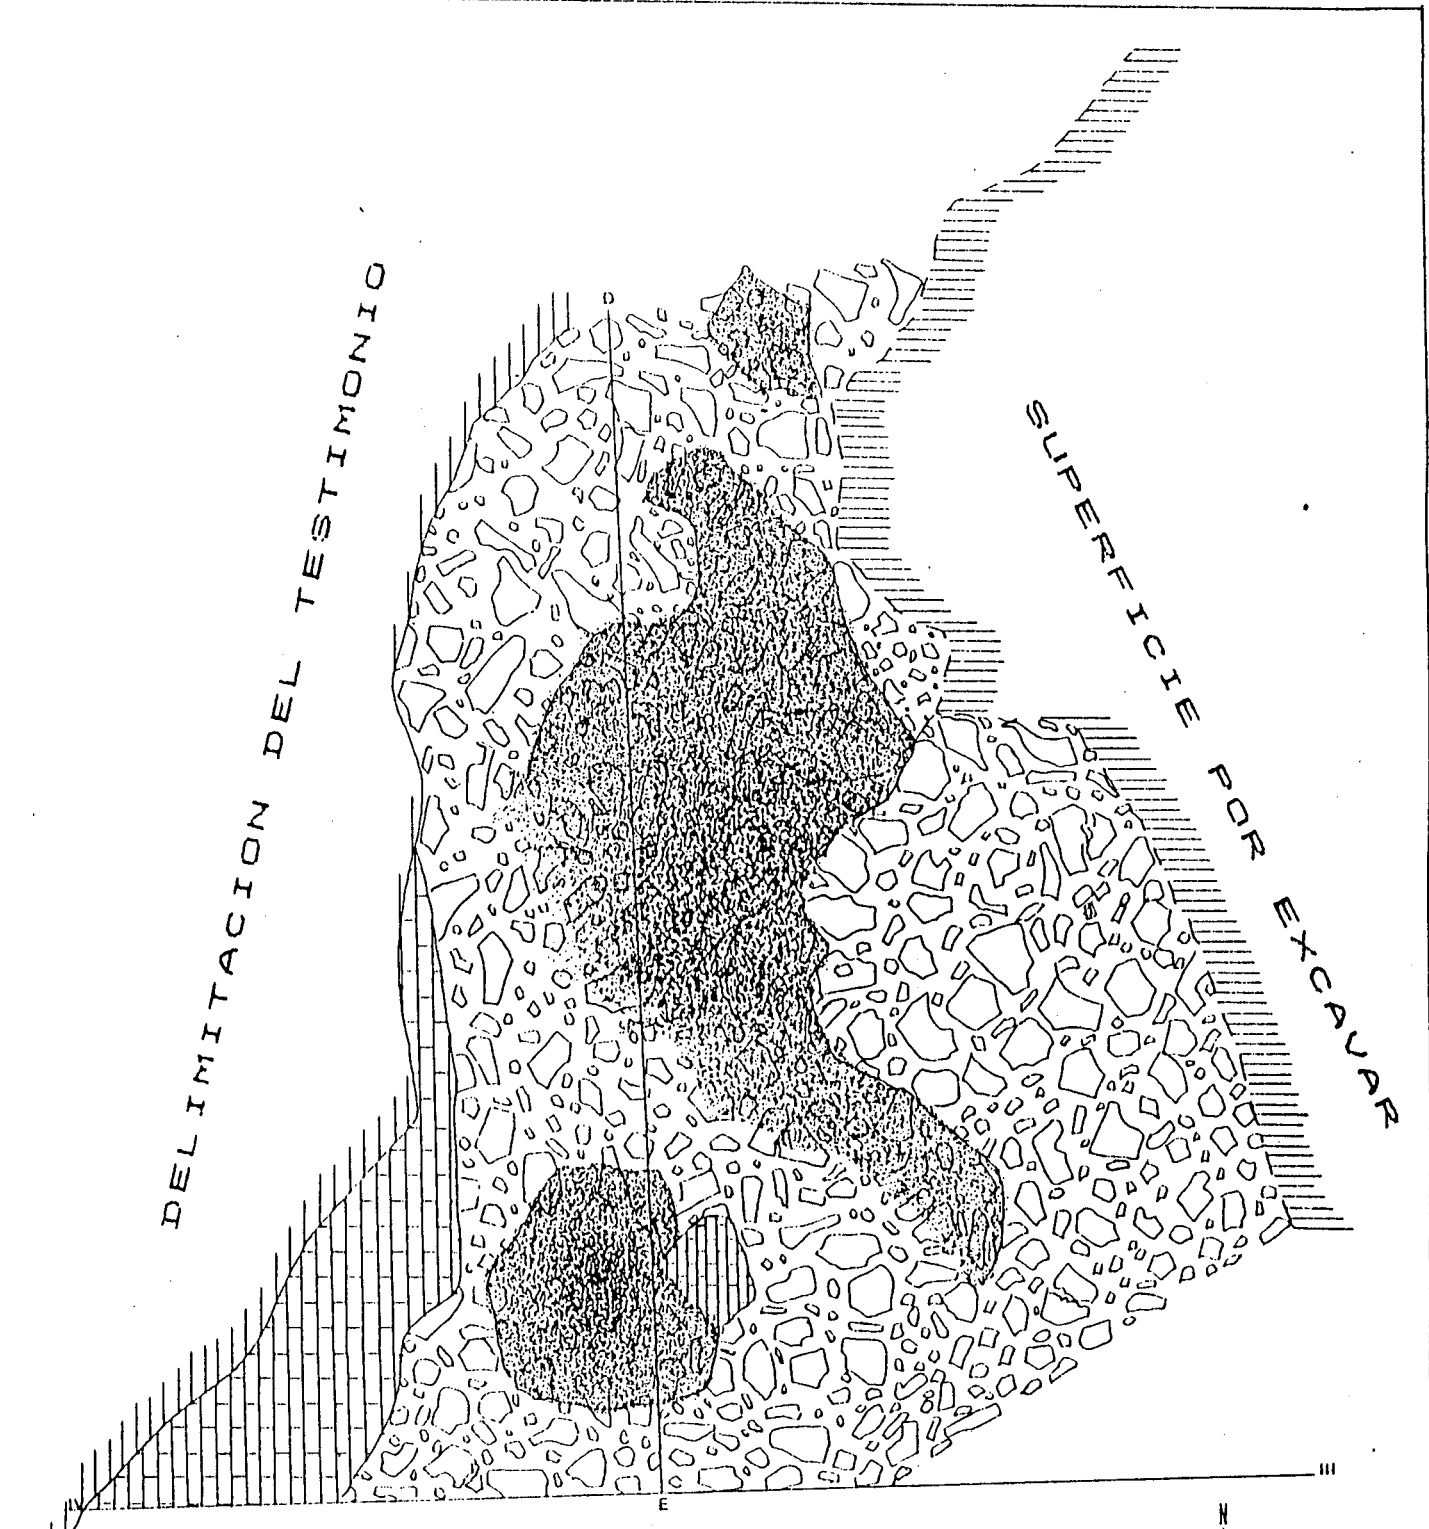 D
DELIMITACION DEL TESTIMONIO
SUPERFICIE POR EXCAVAR
IV
E
III
N